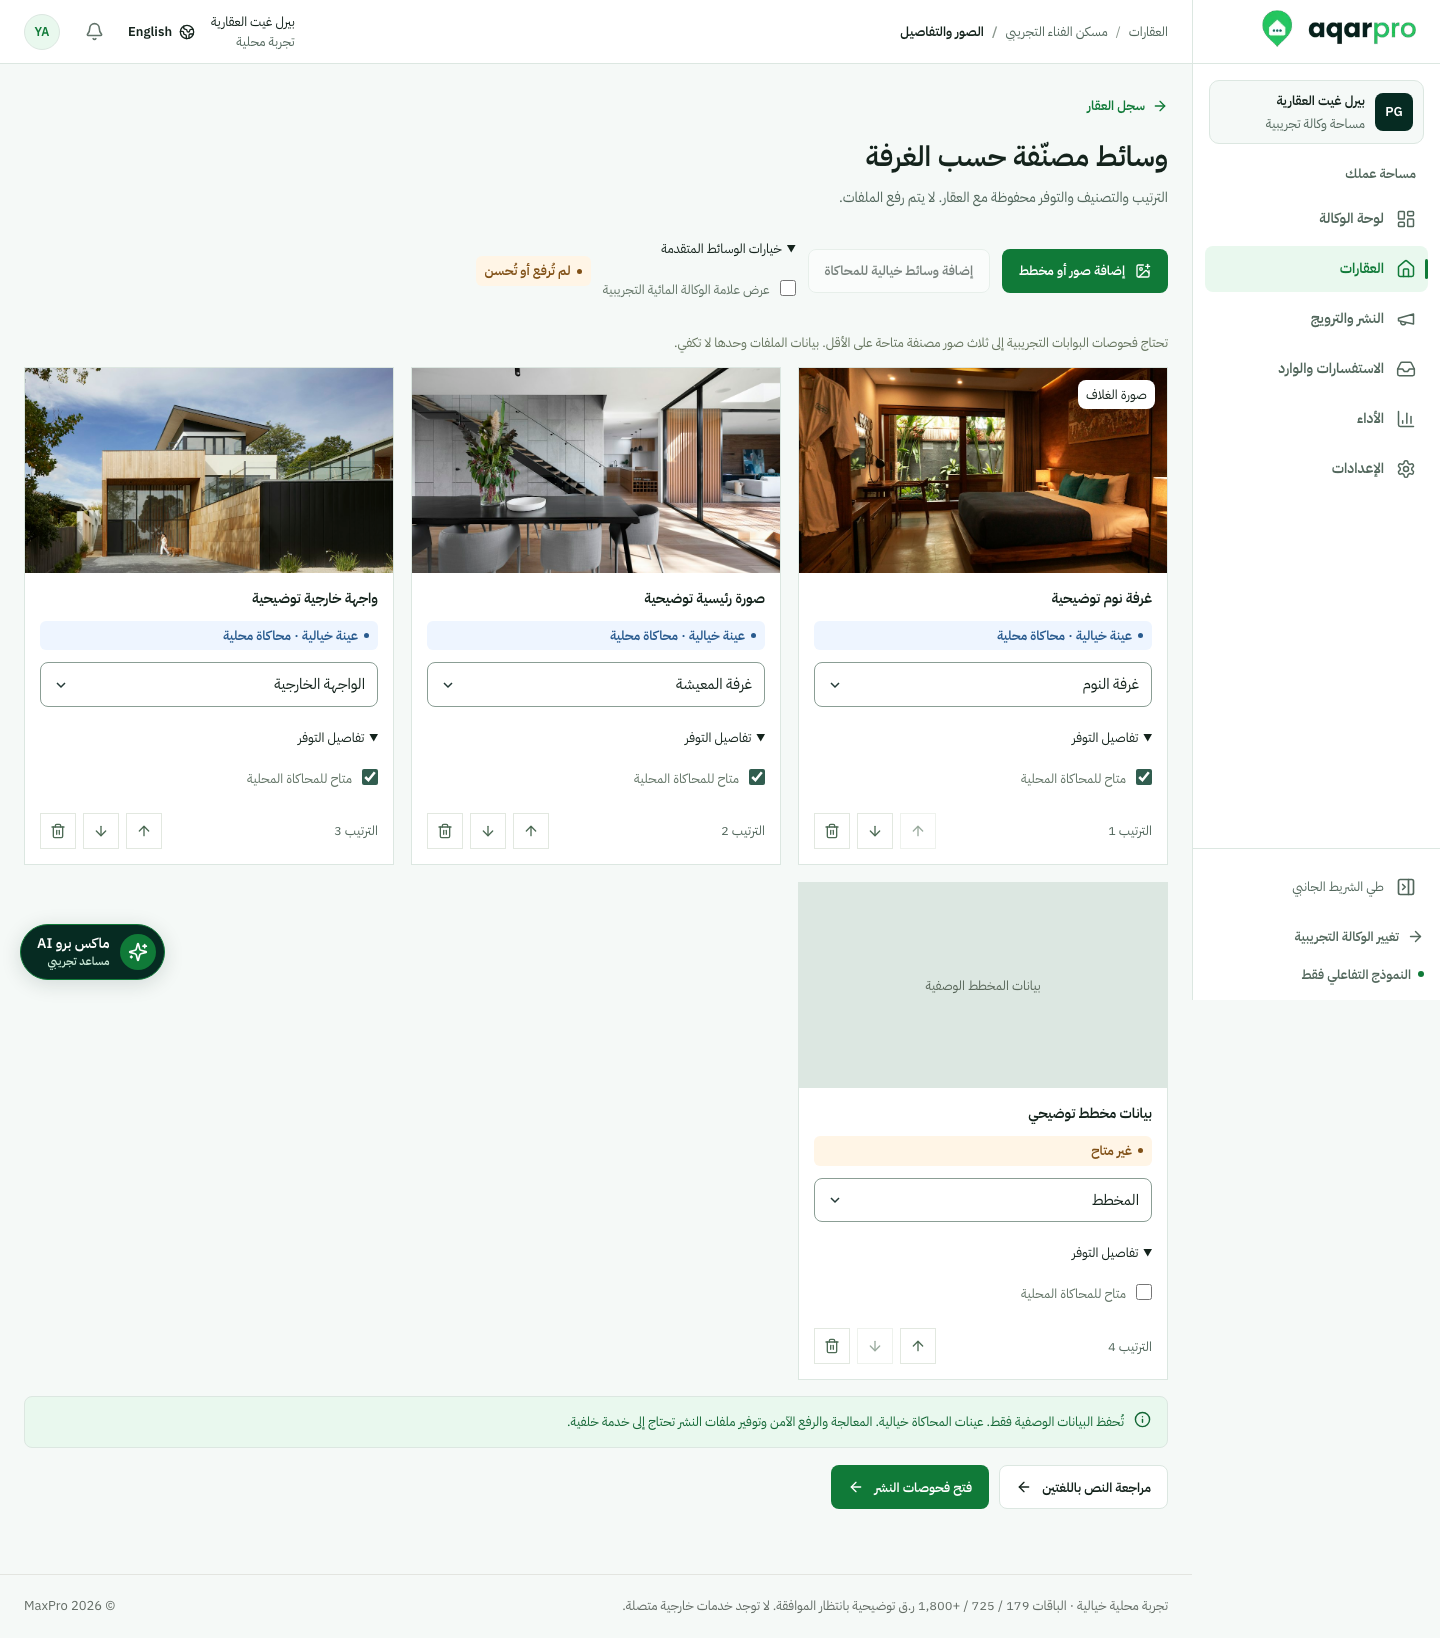 aqarpro
PG
بيرل غيت العقارية
مساحة وكالة تجريبية
مساحة عملك
لوحة الوكالة
العقارات
النشر والترويج
الاستفسارات والوارد
الأداء
الإعدادات
طي الشريط الجانبي
تغيير الوكالة التجريبية
النموذج التفاعلي فقط
العقارات / مسكن الفناء التجريبي / الصور والتفاصيل
بيرل غيت العقارية
تجربة محلية
English
YA
سجل العقار
وسائط مصنّفة حسب الغرفة
الترتيب والتصنيف والتوفر محفوظة مع العقار. لا يتم رفع الملفات.
إضافة صور أو مخطط
إضافة وسائط خيالية للمحاكاة
خيارات الوسائط المتقدمة
عرض علامة الوكالة المائية التجريبية
لم تُرفع أو تُحسن
تحتاج فحوصات البوابات التجريبية إلى ثلاث صور مصنفة متاحة على الأقل. بيانات الملفات وحدها لا تكفي.
صورة الغلاف
غرفة نوم توضيحية
عينة خيالية · محاكاة محلية
غرفة النوم
تفاصيل التوفر
متاح للمحاكاة المحلية
الترتيب 1
صورة رئيسية توضيحية
عينة خيالية · محاكاة محلية
غرفة المعيشة
تفاصيل التوفر
متاح للمحاكاة المحلية
الترتيب 2
واجهة خارجية توضيحية
عينة خيالية · محاكاة محلية
الواجهة الخارجية
تفاصيل التوفر
متاح للمحاكاة المحلية
الترتيب 3
بيانات المخطط الوصفية
بيانات مخطط توضيحي
غير متاح
المخطط
تفاصيل التوفر
متاح للمحاكاة المحلية
الترتيب 4
ماكس برو AI
مساعد تجريبي
تُحفظ البيانات الوصفية فقط. عينات المحاكاة خيالية. المعالجة والرفع الآمن وتوفير ملفات النشر تحتاج إلى خدمة خلفية.
مراجعة النص باللغتين
فتح فحوصات النشر
تجربة محلية خيالية · الباقات 179 / 725 / +1,800 ر.ق توضيحية بانتظار الموافقة. لا توجد خدمات خارجية متصلة.
© 2026 MaxPro